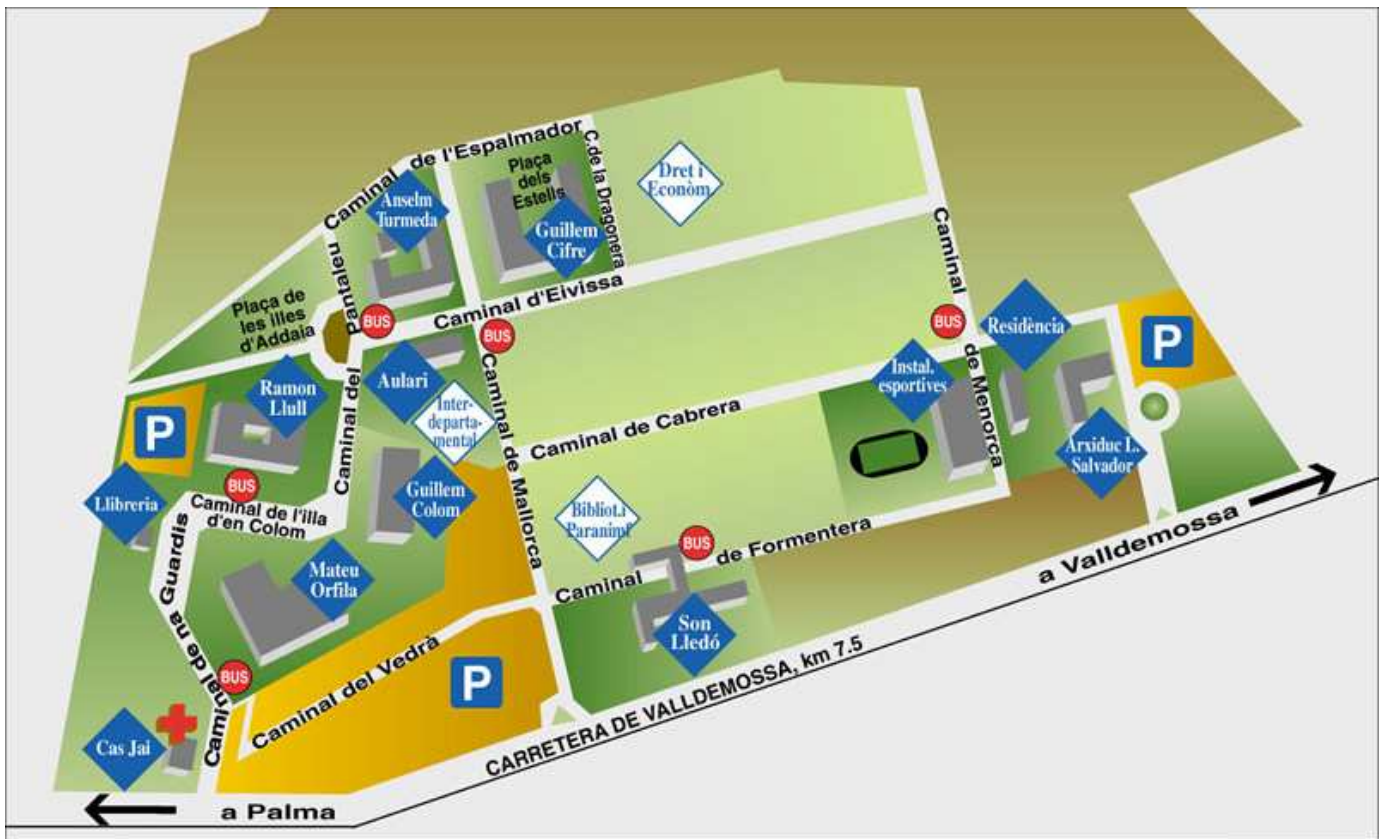 Caminal de l'Espalmador
C. de la Dragonera
Plaça
dels
Estells
Dret i
Econòm
Anselm
Turmeda
Guillem
Cifre
Pantaleu
Caminal
Plaça de
les illes
d'Addaia
BUS
Caminal d'Eivissa
BUS
BUS
Residència
P
Ramon
Llull
Aulari
Inter-
departa-
mental
Caminal del
Caminal de Mallorca
Instal.
esportives
de Menorca
P
Caminal de Cabrera
Arxiduc L.
Salvador
Llibreria
BUS
Caminal de l'illa
d'en Colom
Guillem
Colom
Bibliot.i
Paranimf
BUS
Caminal de Formentera
a Valldemossa
Mateu
Orfila
Caminal de na Guardis
Son
Lledó
BUS
Caminal del Vedrà
P
CARRETERA DE VALLDEMOSSA, km 7.5
Cas Jai
a Palma